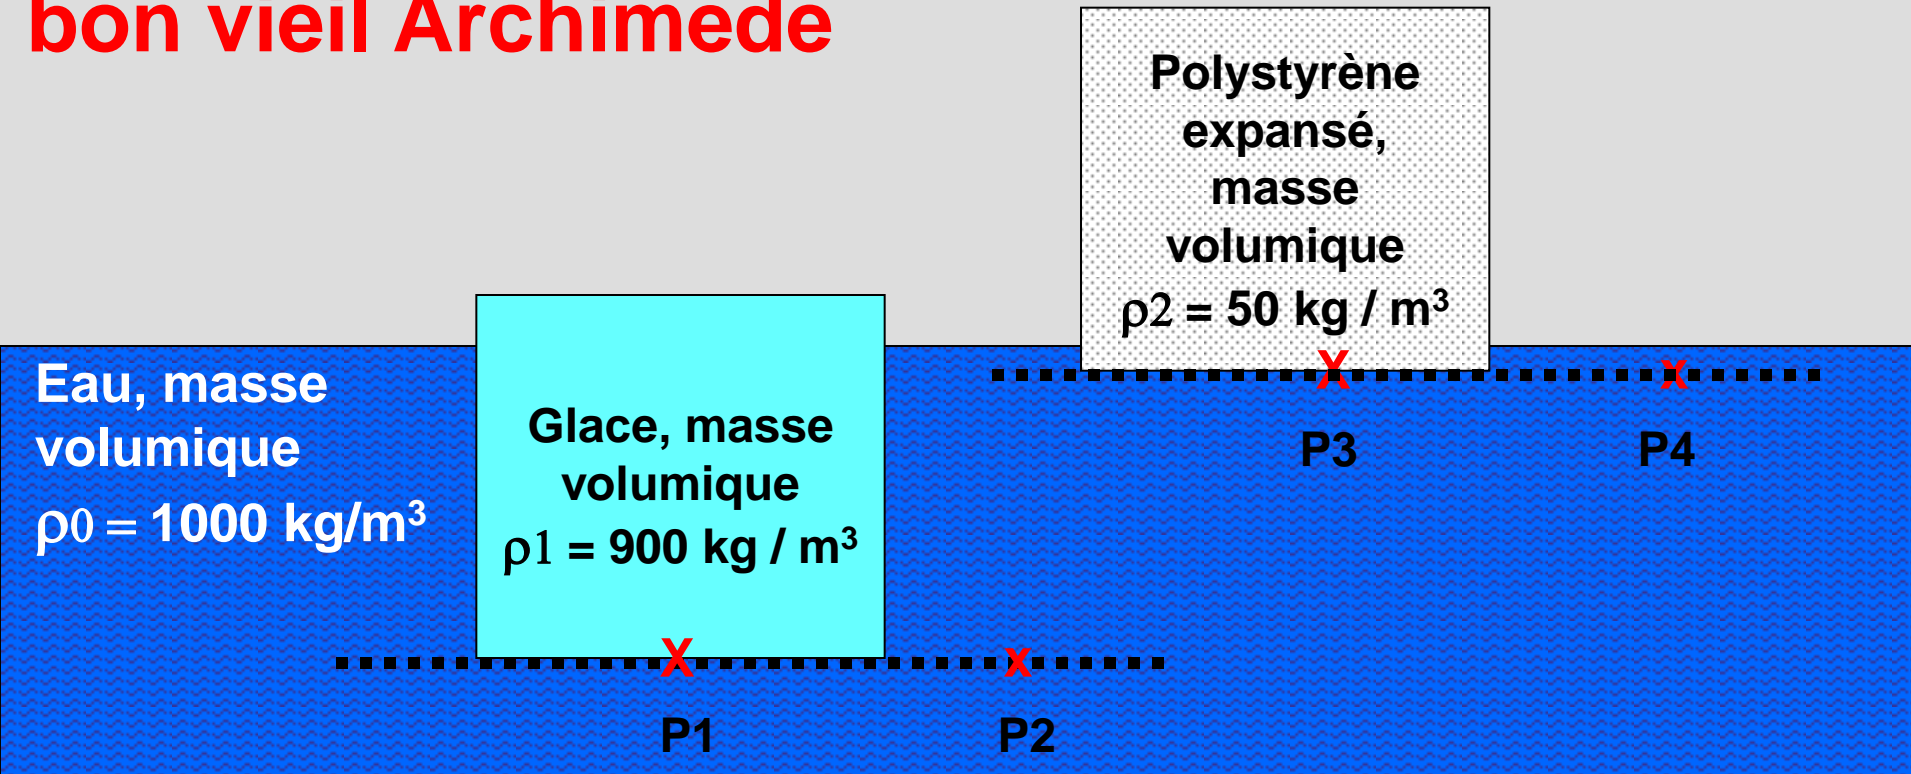 bon vieil Archimede
Polystyrène
expansé,
masse
volumique
ρ2 = 50 kg / m³
Eau, masse
volumique
ρ0 = 1000 kg/m³
Glace, masse
volumique
ρ1 = 900 kg / m³
X
x
P3
P4
X
x
P1
P2